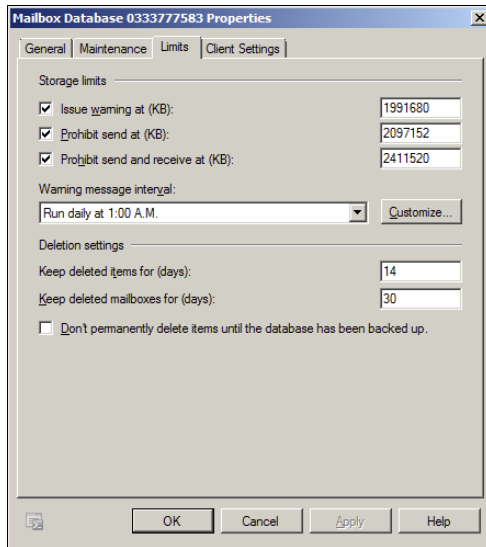 Mailbox Database 0333777583 Properties
General Maintenance Limits Client Settings
Storage limits
Issue warning at (KB): 1991680
Prohibit send at (KB): 2097152
Prohibit send and receive at (KB): 2411520
Warning message interval:
Run daily at 1:00 A.M. Customize...
Deletion settings
Keep deleted items for (days): 14
Keep deleted mailboxes for (days): 30
Don't permanently delete items until the database has been backed up.
OK Cancel Apply Help